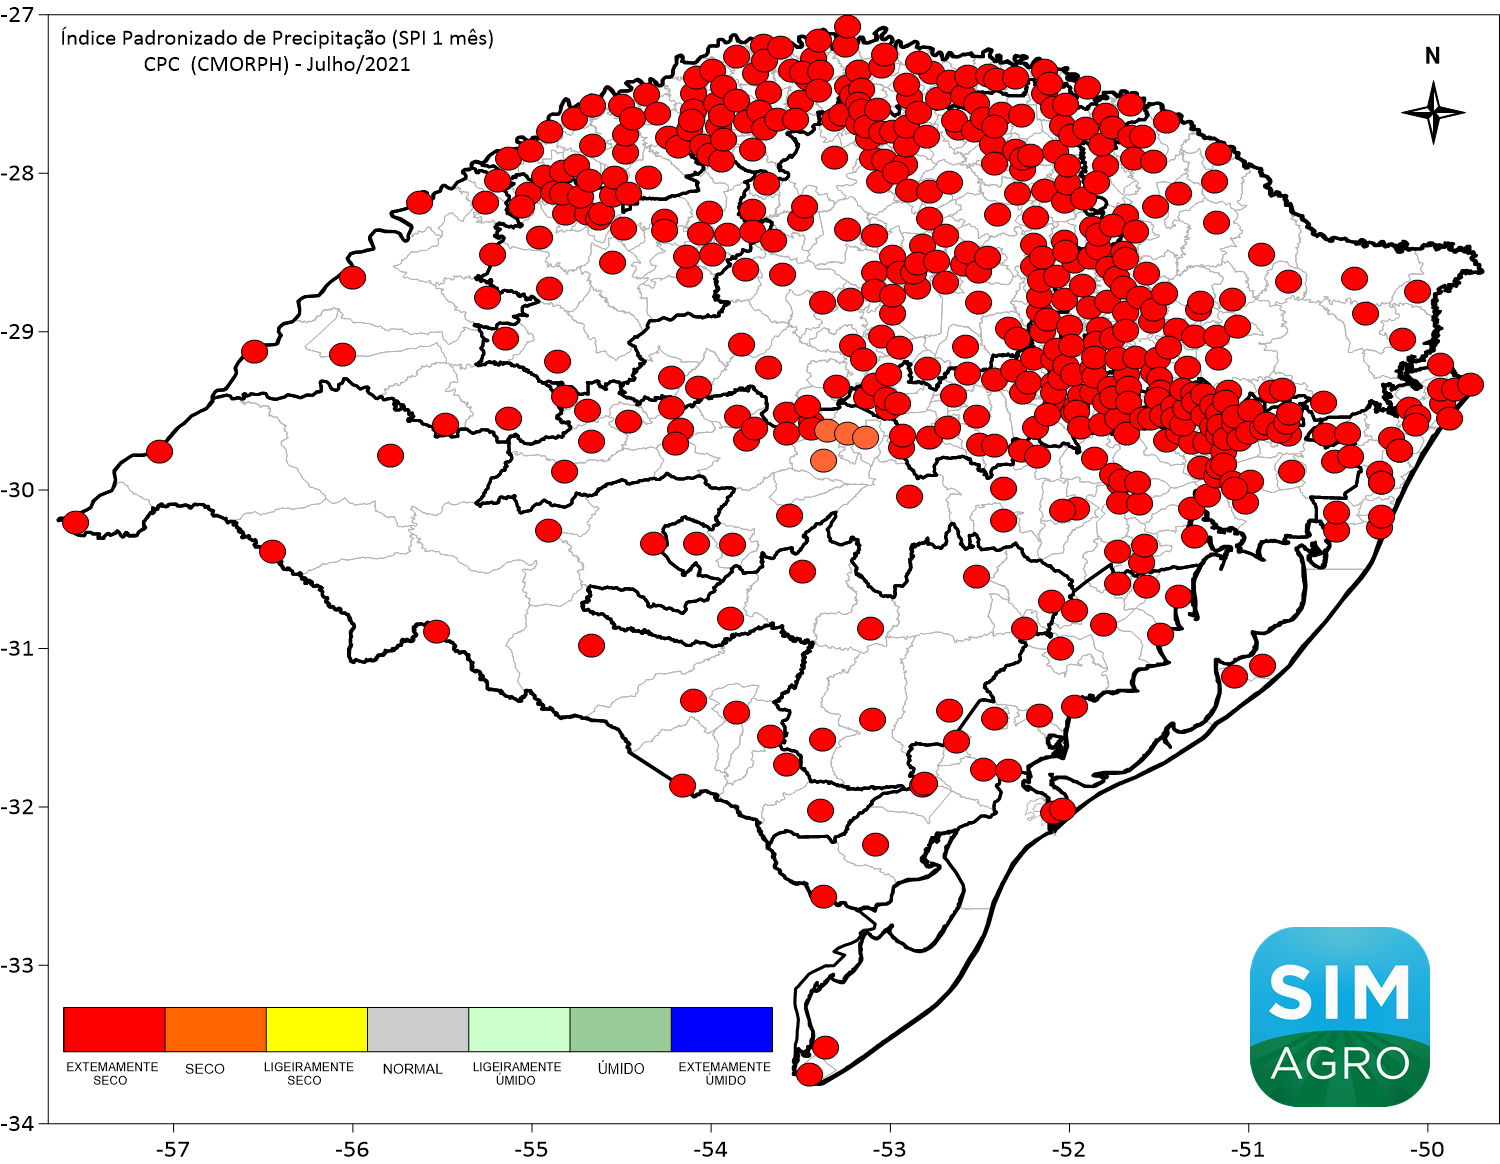 Índice Padronizado de Precipitação (SPI 1 mês)
CPC (CMORPH) - Julho/2021
N
-27
-28
-29
-30
-31
-32
-33
-34
EXTEMAMENTE
SECO
SECO
LIGEIRAMENTE
SECO
NORMAL
LIGEIRAMENTE
ÚMIDO
ÚMIDO
EXTEMAMENTE
ÚMIDO
SIM
AGRO
-57
-56
-55
-54
-53
-52
-51
-50